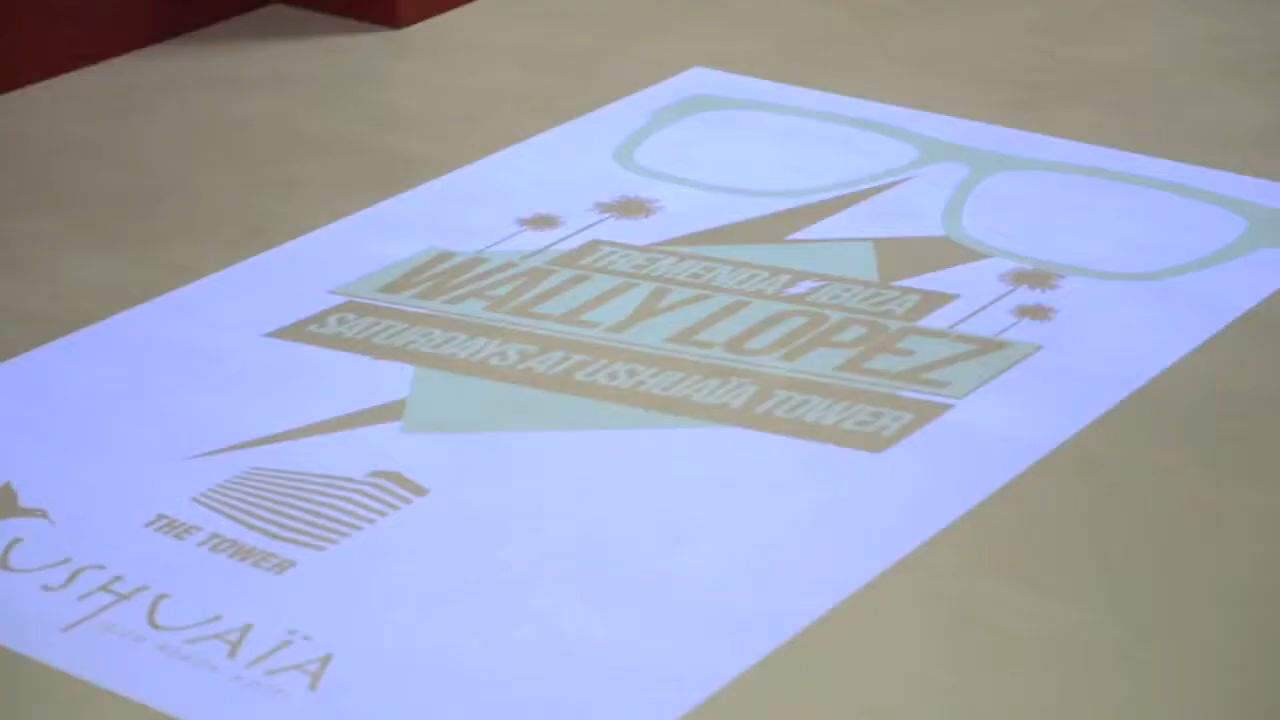 TREMENDA IBIZA
WALLY LOPEZ
SATURDAYS AT USHUAÏA TOWER
THE TOWER
USHUAÏA